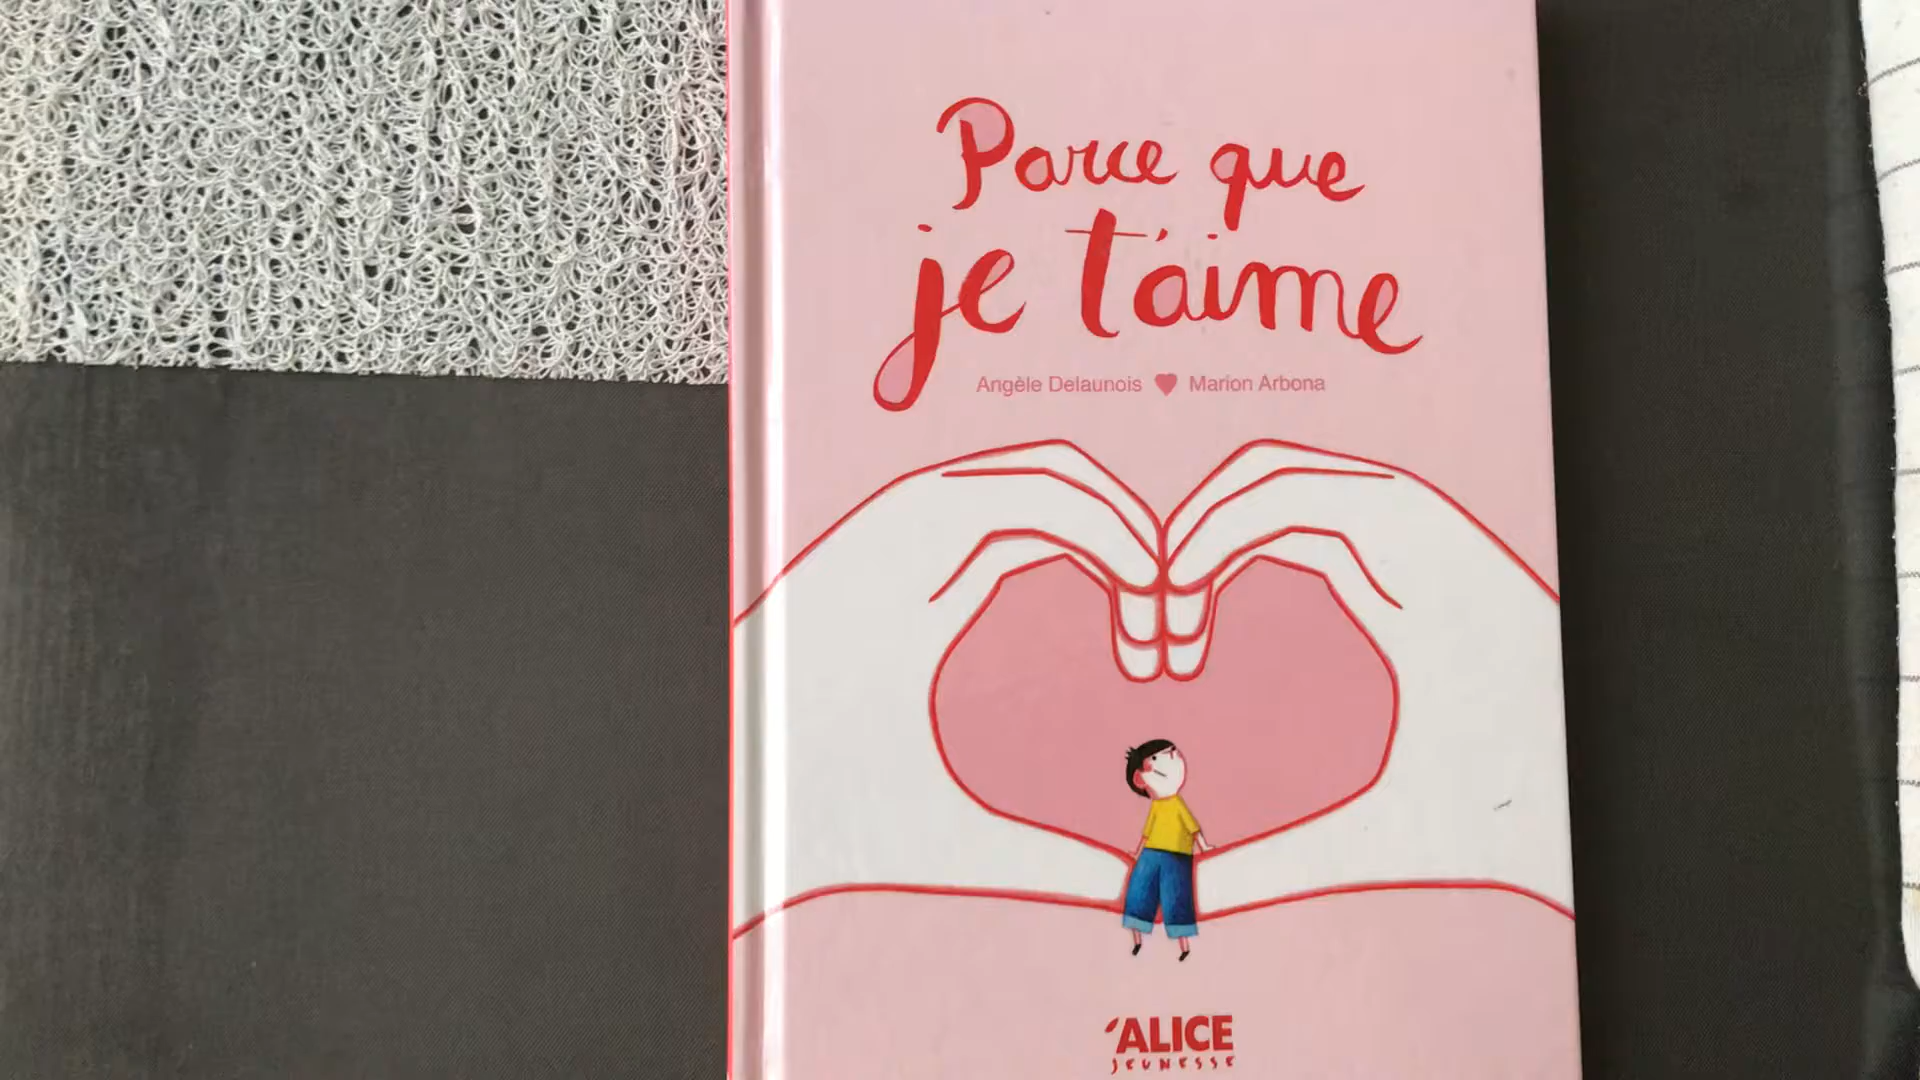 Parce que
je t'aime
Angèle Delaunois ♥ Marion Arbona
ALICE
JEUNESSE